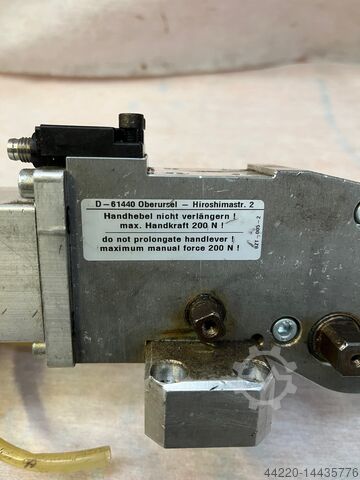 D-61440 Oberursel - Hiroshimastr. 2
Handhebel nicht verlängern !
max. Handkraft 200 N !
do not prolongate handlever !
maximum manual force 200 N !
44220-14435776